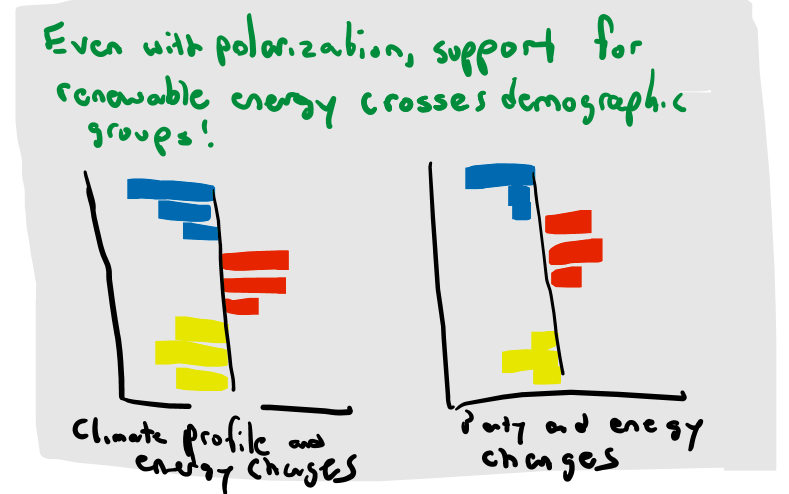 Even with polarization, support for
renewable energy crosses demographic
groups!
Climate profile and
energy changes
Party and energy
changes